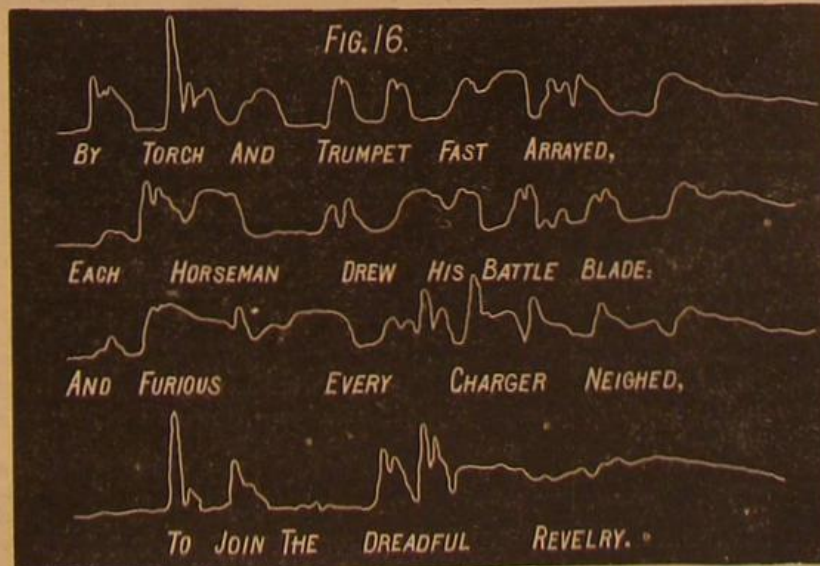 FIG. 16.
BY TORCH AND TRUMPET FAST ARRAYED,
EACH HORSEMAN DREW HIS BATTLE BLADE:
AND FURIOUS EVERY CHARGER NEIGHED,
TO JOIN THE DREADFUL REVELRY.